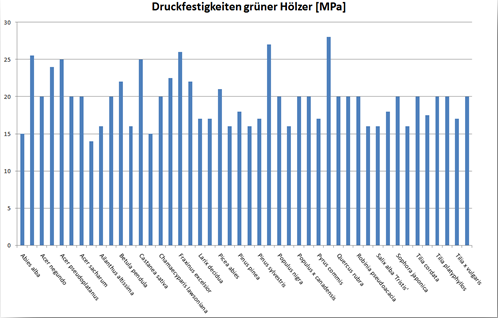 Druckfestigkeiten grüner Hölzer [MPa]
30
25
20
15
10
5
0
Abies alba
Acer negundo
Acer pseudoplatanus
Acer sacharum
Ailanthus altissima
Betula pendula
Castanea sativa
Chamaecyparis lawsoniana
Fraxinus excelsior
Larix decidua
Picea abies
Pinus pinea
Pinus sylvestris
Populus nigra
Populus x canadensis
Pyrus commnis
Quercus rubra
Robinia pseudoacacia
Salix alba 'Tristis'
Sophora japonica
Tilia cordata
Tilia platyphyllos
Tilia x vulgaris